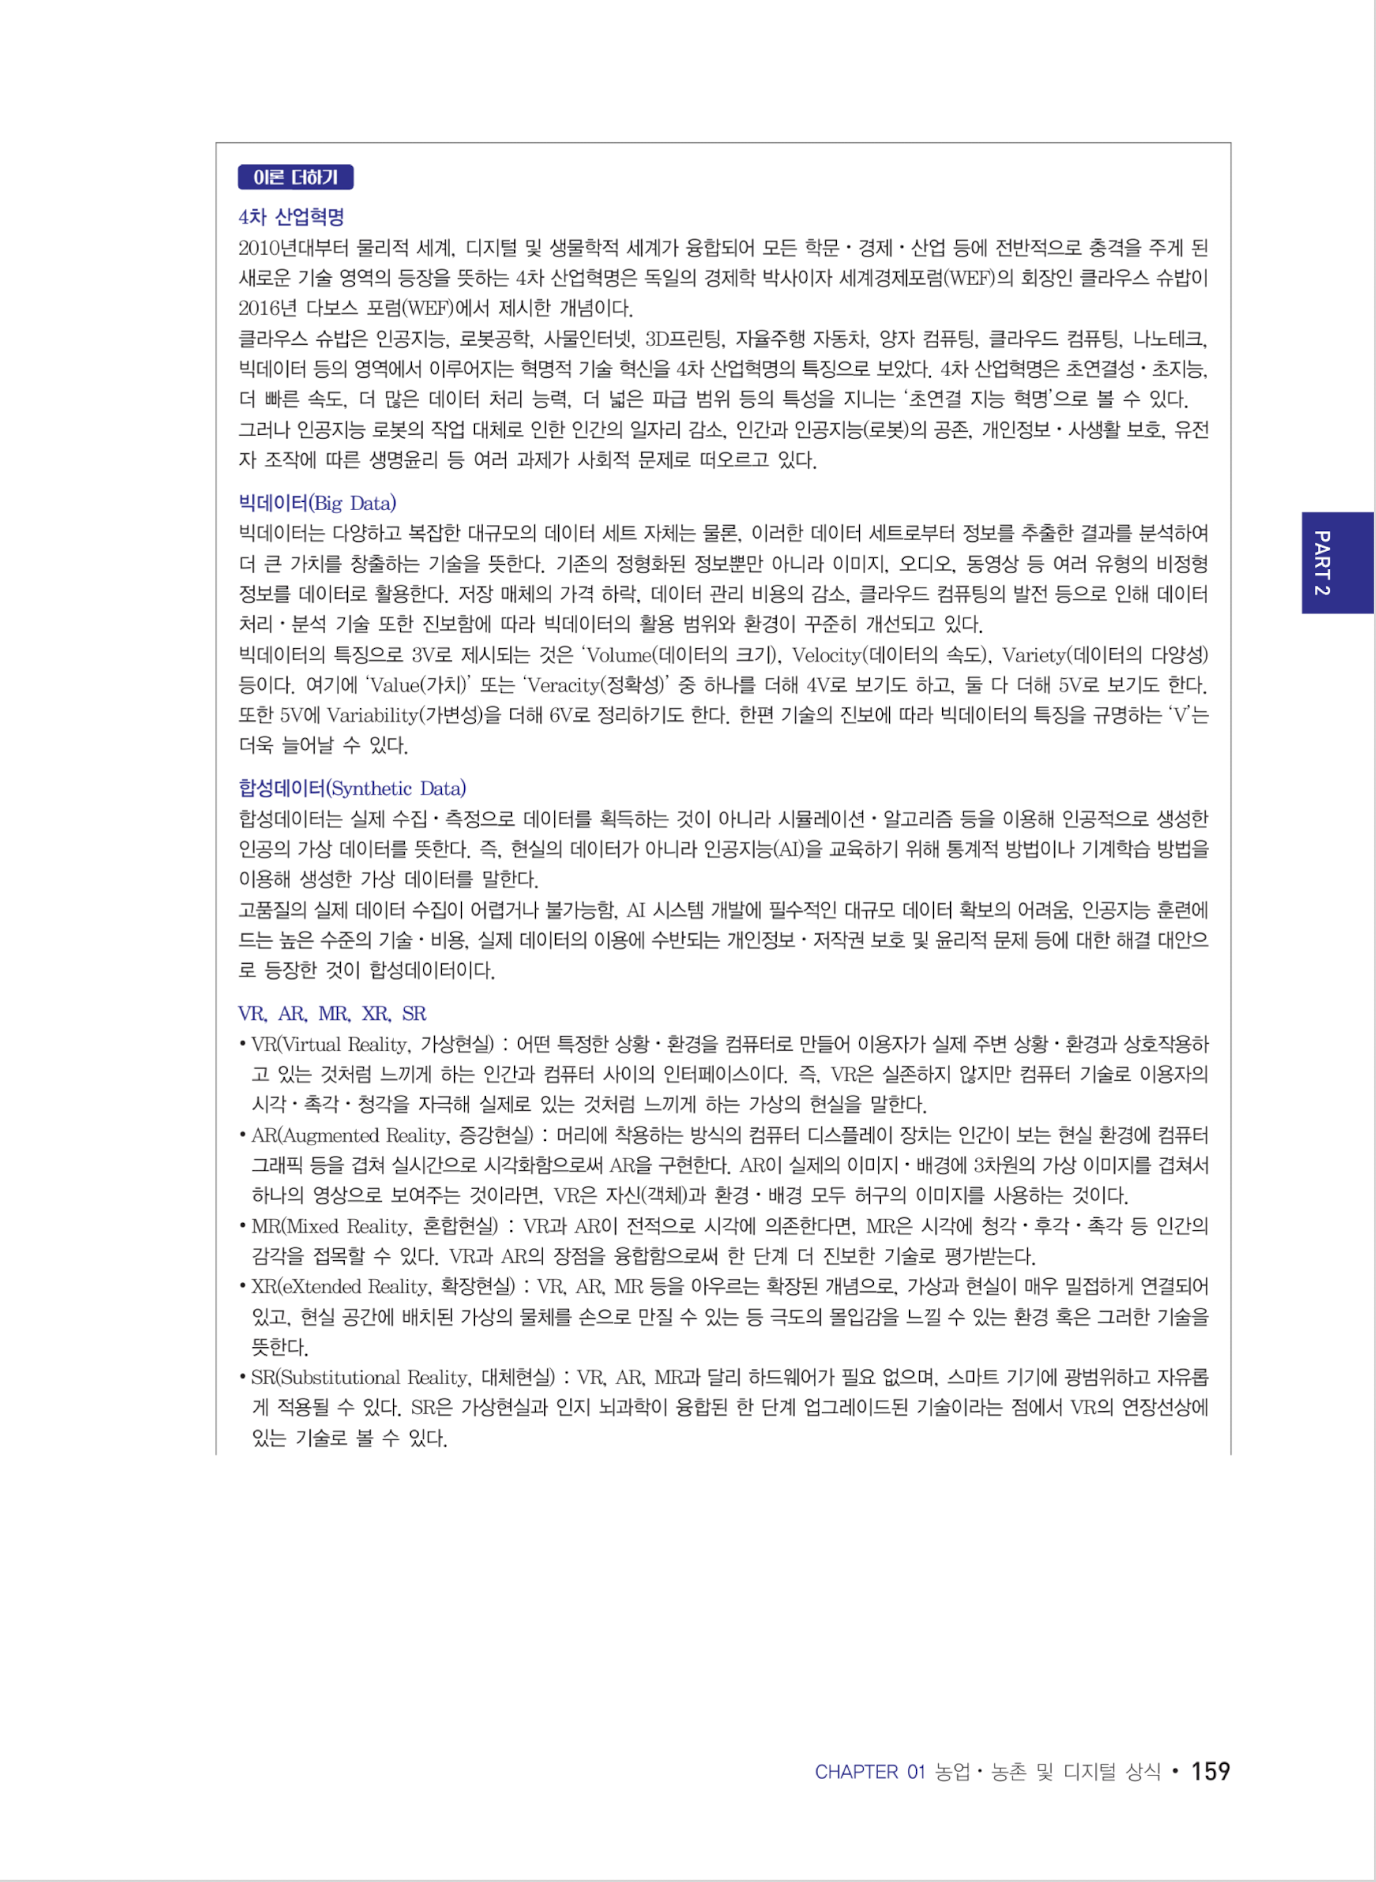 이론 더하기
4차 산업혁명
2010년대부터 물리적 세계, 디지털 및 생물학적 세계가 융합되어 모든 학문·경제·산업 등에 전반적으로 충격을 주게 된
새로운 기술 영역의 등장을 뜻하는 4차 산업혁명은 독일의 경제학 박사이자 세계경제포럼(WEF)의 회장인 클라우스 슈밥이
2016년 다보스 포럼(WEF)에서 제시한 개념이다.
클라우스 슈밥은 인공지능, 로봇공학, 사물인터넷, 3D프린팅, 자율주행 자동차, 양자 컴퓨팅, 클라우드 컴퓨팅, 나노테크,
빅데이터 등의 영역에서 이루어지는 혁명적 기술 혁신을 4차 산업혁명의 특징으로 보았다. 4차 산업혁명은 초연결성·초지능,
더 빠른 속도, 더 많은 데이터 처리 능력, 더 넓은 파급 범위 등의 특성을 지니는 ‘초연결 지능 혁명’으로 볼 수 있다.
그러나 인공지능 로봇의 작업 대체로 인한 인간의 일자리 감소, 인간과 인공지능(로봇)의 공존, 개인정보·사생활 보호, 유전
자 조작에 따른 생명윤리 등 여러 과제가 사회적 문제로 떠오르고 있다.
빅데이터(Big Data)
빅데이터는 다양하고 복잡한 대규모의 데이터 세트 자체는 물론, 이러한 데이터 세트로부터 정보를 추출한 결과를 분석하여
더 큰 가치를 창출하는 기술을 뜻한다. 기존의 정형화된 정보뿐만 아니라 이미지, 오디오, 동영상 등 여러 유형의 비정형
정보를 데이터로 활용한다. 저장 매체의 가격 하락, 데이터 관리 비용의 감소, 클라우드 컴퓨팅의 발전 등으로 인해 데이터
처리·분석 기술 또한 진보함에 따라 빅데이터의 활용 범위와 환경이 꾸준히 개선되고 있다.
빅데이터의 특징으로 3V로 제시되는 것은 ‘Volume(데이터의 크기), Velocity(데이터의 속도), Variety(데이터의 다양성)
등이다. 여기에 ‘Value(가치)’ 또는 ‘Veracity(정확성)’ 중 하나를 더해 4V로 보기도 하고, 둘 다 더해 5V로 보기도 한다.
또한 5V에 Variability(가변성)을 더해 6V로 정리하기도 한다. 한편 기술의 진보에 따라 빅데이터의 특징을 규명하는 ‘V’는
더욱 늘어날 수 있다.
합성데이터(Synthetic Data)
합성데이터는 실제 수집·측정으로 데이터를 획득하는 것이 아니라 시뮬레이션·알고리즘 등을 이용해 인공적으로 생성한
인공의 가상 데이터를 뜻한다. 즉, 현실의 데이터가 아니라 인공지능(AI)을 교육하기 위해 통계적 방법이나 기계학습 방법을
이용해 생성한 가상 데이터를 말한다.
고품질의 실제 데이터 수집이 어렵거나 불가능함, AI 시스템 개발에 필수적인 대규모 데이터 확보의 어려움, 인공지능 훈련에
드는 높은 수준의 기술·비용, 실제 데이터의 이용에 수반되는 개인정보·저작권 보호 및 윤리적 문제 등에 대한 해결 대안으
로 등장한 것이 합성데이터이다.
VR, AR, MR, XR, SR
• VR(Virtual Reality, 가상현실) : 어떤 특정한 상황·환경을 컴퓨터로 만들어 이용자가 실제 주변 상황·환경과 상호작용하
고 있는 것처럼 느끼게 하는 인간과 컴퓨터 사이의 인터페이스이다. 즉, VR은 실존하지 않지만 컴퓨터 기술로 이용자의
시각·촉각·청각을 자극해 실제로 있는 것처럼 느끼게 하는 가상의 현실을 말한다.
• AR(Augmented Reality, 증강현실) : 머리에 착용하는 방식의 컴퓨터 디스플레이 장치는 인간이 보는 현실 환경에 컴퓨터
그래픽 등을 겹쳐 실시간으로 시각화함으로써 AR을 구현한다. AR이 실제의 이미지·배경에 3차원의 가상 이미지를 겹쳐서
하나의 영상으로 보여주는 것이라면, VR은 자신(객체)과 환경·배경 모두 허구의 이미지를 사용하는 것이다.
• MR(Mixed Reality, 혼합현실) : VR과 AR이 전적으로 시각에 의존한다면, MR은 시각에 청각·후각·촉각 등 인간의
감각을 접목할 수 있다. VR과 AR의 장점을 융합함으로써 한 단계 더 진보한 기술로 평가받는다.
• XR(eXtended Reality, 확장현실) : VR, AR, MR 등을 아우르는 확장된 개념으로, 가상과 현실이 매우 밀접하게 연결되어
있고, 현실 공간에 배치된 가상의 물체를 손으로 만질 수 있는 등 극도의 몰입감을 느낄 수 있는 환경 혹은 그러한 기술을
뜻한다.
• SR(Substitutional Reality, 대체현실) : VR, AR, MR과 달리 하드웨어가 필요 없으며, 스마트 기기에 광범위하고 자유롭
게 적용될 수 있다. SR은 가상현실과 인지 뇌과학이 융합된 한 단계 업그레이드된 기술이라는 점에서 VR의 연장선상에
있는 기술로 볼 수 있다.
PART 2
CHAPTER 01 농업·농촌 및 디지털 상식 • 159